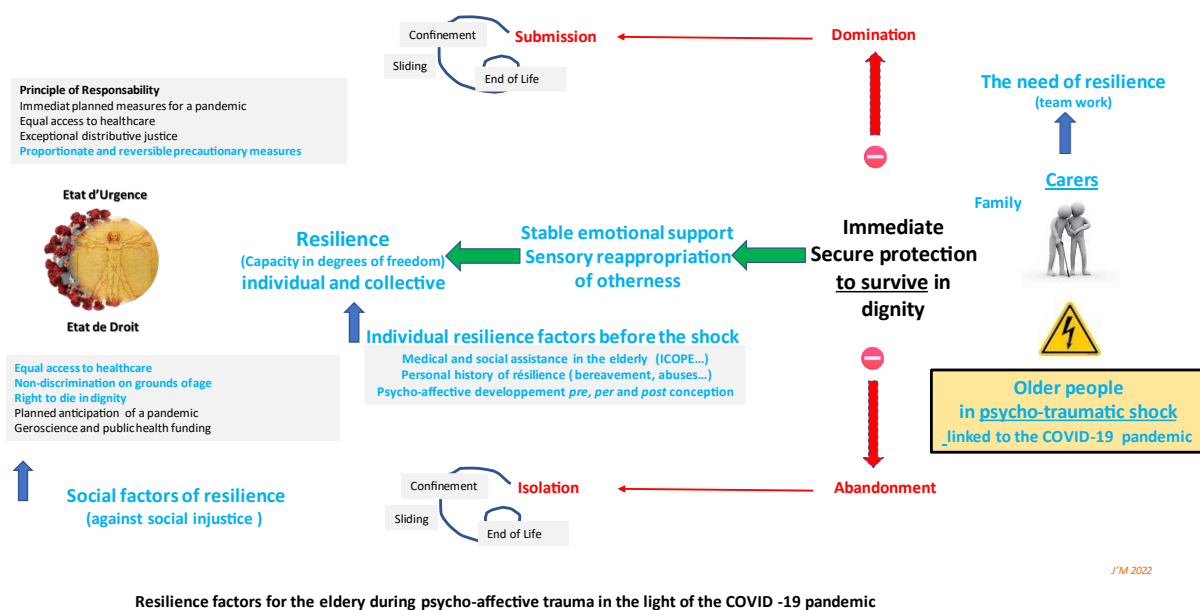 Confinement
Submission
Domination
Sliding
End of Life
Principle of Responsability
Immediat planned measures for a pandemic
Equal access to healthcare
Exceptional distributive justice
Proportionate and reversible precautionary measures
The need of resilience
(team work)
Etat d'Urgence
Etat de Droit
Carers
Family
Resilience
(Capacity in degrees of freedom)
individual and collective
Stable emotional support
Sensory reappropriation
of otherness
Immediate
Secure protection
to survive in
dignity
Individual resilience factors before the shock
Medical and social assistance in the elderly (ICOPE...)
Personal history of résilience ( bereavement, abuses...)
Psycho-affective developpement pre, per and post conception
Equal access to healthcare
Non-discrimination on grounds of age
Right to die in dignity
Planned anticipation of a pandemic
Geroscience and public health funding
Older people
in psycho-traumatic shock
linked to the COVID-19 pandemic
Social factors of resilience
(against social injustice )
Confinement
Isolation
Abandonment
Sliding
End of Life
J'M 2022
Resilience factors for the eldery during psycho-affective trauma in the light of the COVID -19 pandemic